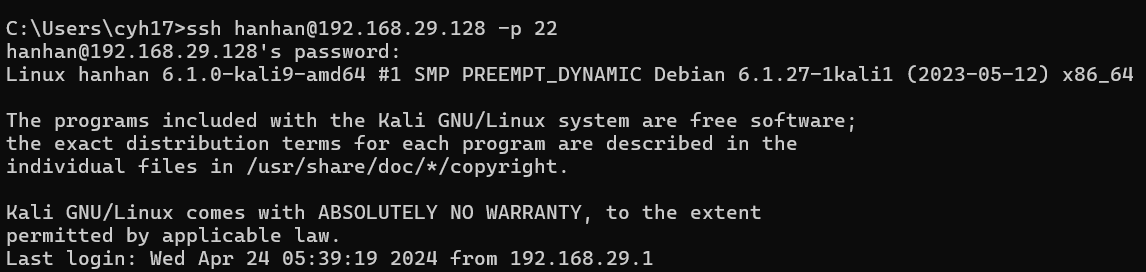 C:\Users\cyh17>ssh hanhan@192.168.29.128 -p 22
hanhan@192.168.29.128's password:
Linux hanhan 6.1.0-kali9-amd64 #1 SMP PREEMPT_DYNAMIC Debian 6.1.27-1kali1 (2023-05-12) x86_64

The programs included with the Kali GNU/Linux system are free software;
the exact distribution terms for each program are described in the
individual files in /usr/share/doc/*/copyright.

Kali GNU/Linux comes with ABSOLUTELY NO WARRANTY, to the extent
permitted by applicable law.
Last login: Wed Apr 24 05:39:19 2024 from 192.168.29.1